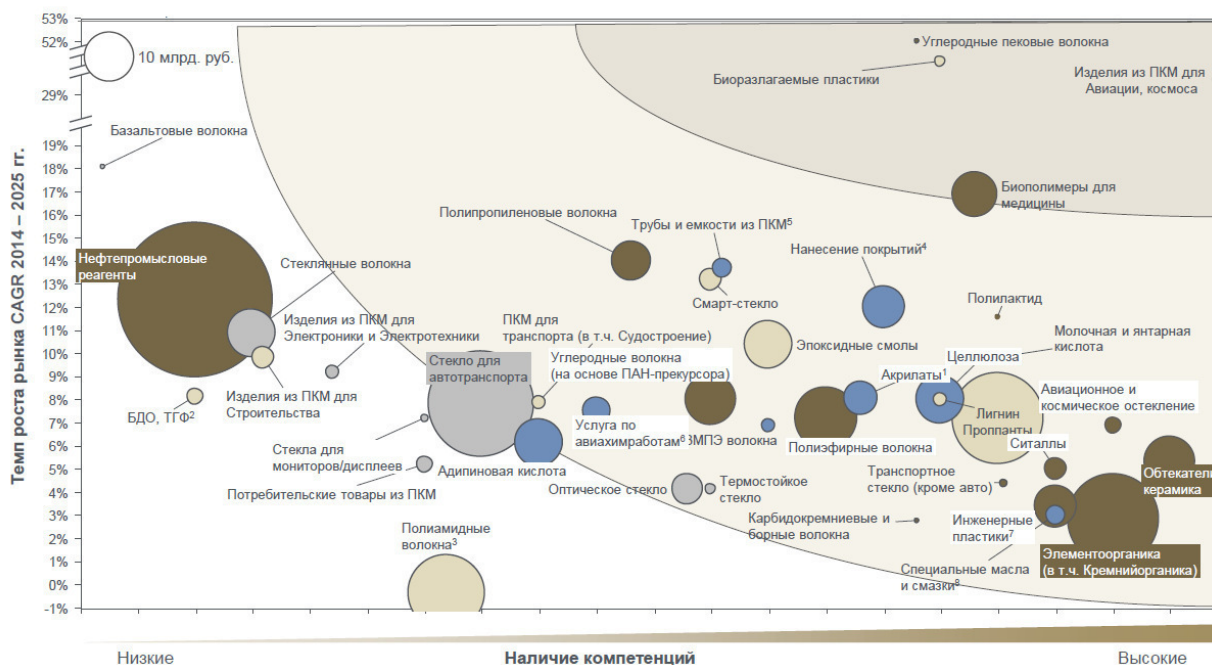 Темп роста рынка CAGR 2014 – 2025 гг.
53%
52%
29%
19%
18%
17%
16%
15%
14%
13%
12%
11%
10%
9%
8%
7%
6%
5%
4%
3%
2%
1%
0%
-1%
10 млрд. руб.
Углеродные пековые волокна
Биоразлагаемые пластики
Изделия из ПКМ для
Авиации, космоса
Базальтовые волокна
Биополимеры для
медицины
Полипропиленовые волокна
Трубы и емкости из ПКМ⁵
Нанесение покрытий⁴
Нефтепромысловые
реагенты
Стеклянные волокна
Смарт-стекло
Полилактид
Изделия из ПКМ для
Электроники и Электротехники
ПКМ для
транспорта (в т.ч. Судостроение)
Эпоксидные смолы
Молочная и янтарная
кислота
Стекло для
автотранспорта
Углеродные волокна
(на основе ПАН-прекурсора)
Целлюлоза
Акрилаты¹
БДО, ТГФ²
Изделия из ПКМ для
Строительства
Авиационное и
космическое остекление
Лигнин
Проппанты
Услуга по
авиахимработам⁶
МПЭ волокна
Полиэфирные волокна
Ситаллы
Стекла для
мониторов/дисплеев
Адипиновая кислота
Потребительские товары из ПКМ
Оптическое стекло
Термостойкое
стекло
Транспортное
стекло (кроме авто)
Обтекатели
керамика
Полиамидные
волокна³
Карбидокремниевые и
борные волокна
Инженерные
пластики⁷
Элементоорганика
(в т.ч. Кремнийорганика)
Специальные масла
и смазки⁸
Низкие
Наличие компетенций
Высокие